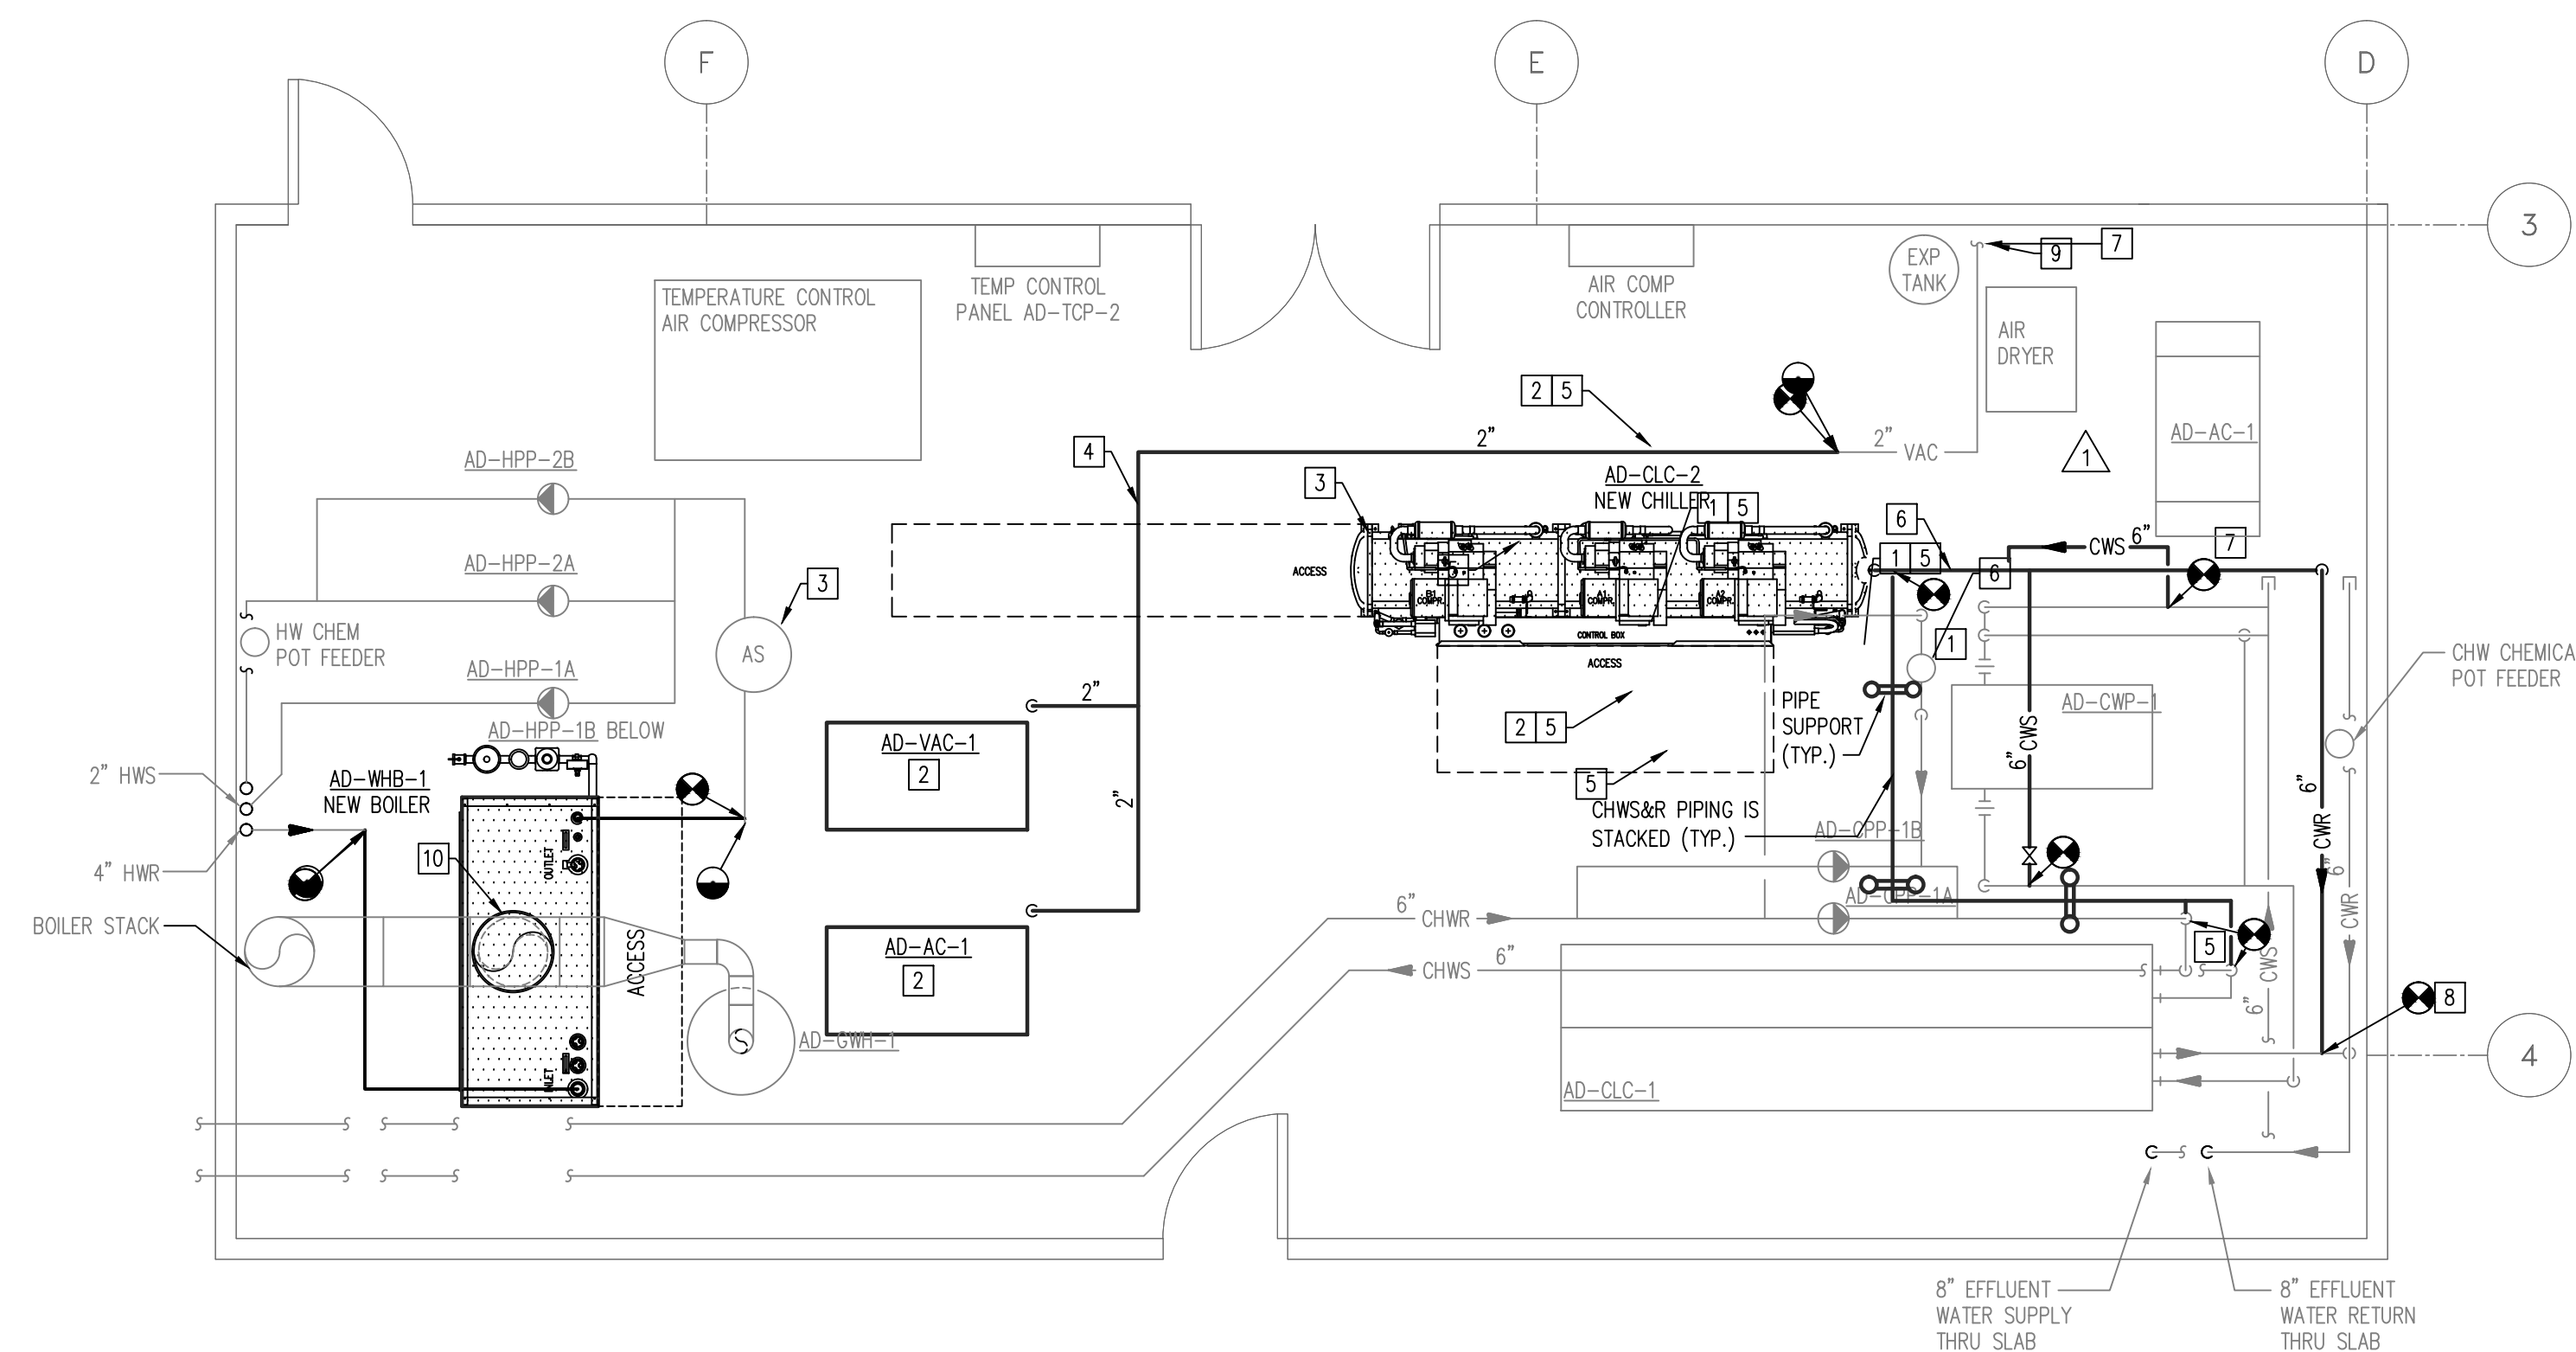 F
E
D
3
TEMPERATURE CONTROL
AIR COMPRESSOR
TEMP CONTROL
PANEL AD-TCP-2
AIR COMP
CONTROLLER
EXP
TANK
9
7
AIR
DRYER
AD-AC-1
1
2 5
2"
2"
VAC
4
3
AD-CLC-2
NEW CHILLER
1 5
6
1 5
6
CWS
6"
7
ACCESS
B1
COMPR.
A1
COMPR.
A2
COMPR.
CONTROL BOX
ACCESS
1
AD-HPP-2B
AD-HPP-2A
HW CHEM
POT FEEDER
AD-HPP-1A
AD-HPP-1B BELOW
AS
3
2"
2"
AD-VAC-1
2
2 5
5
PIPE
SUPPORT
(TYP.)
CHWS&R PIPING IS
STACKED (TYP.)
AD-CWP-1
6" CWS
6"
CWR
CHW CHEMICA
POT FEEDER
2" HWS
4" HWR
BOILER STACK
AD-WHB-1
NEW BOILER
10
OUTLET
INLET
ACCESS
AD-GWH-1
AD-AC-1
2
AD-CPP-1B
AD-CPP-1A
6"
CHWR
CHWS
6"
5
6"
CWS
6"
CWR
8
4
AD-CLC-1
8" EFFLUENT
WATER SUPPLY
THRU SLAB
8" EFFLUENT
WATER RETURN
THRU SLAB